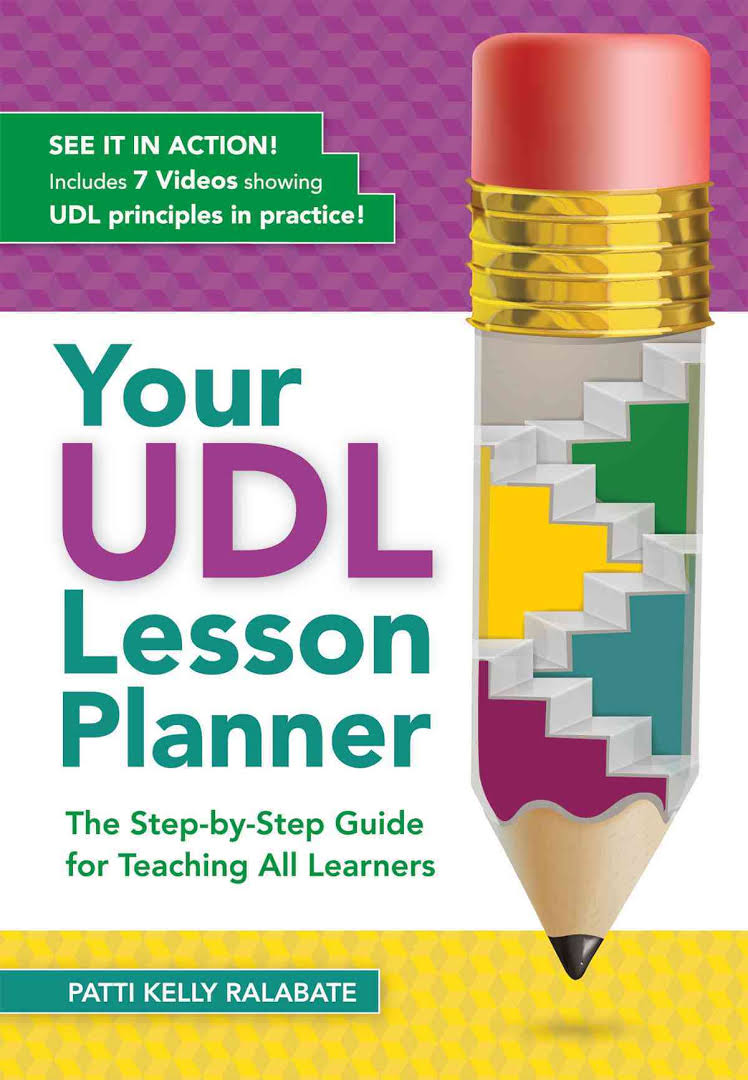 SEE IT IN ACTION!
Includes 7 Videos showing
UDL principles in practice!
Your
UDL
Lesson
Planner
The Step-by-Step Guide
for Teaching All Learners
PATTI KELLY RALABATE